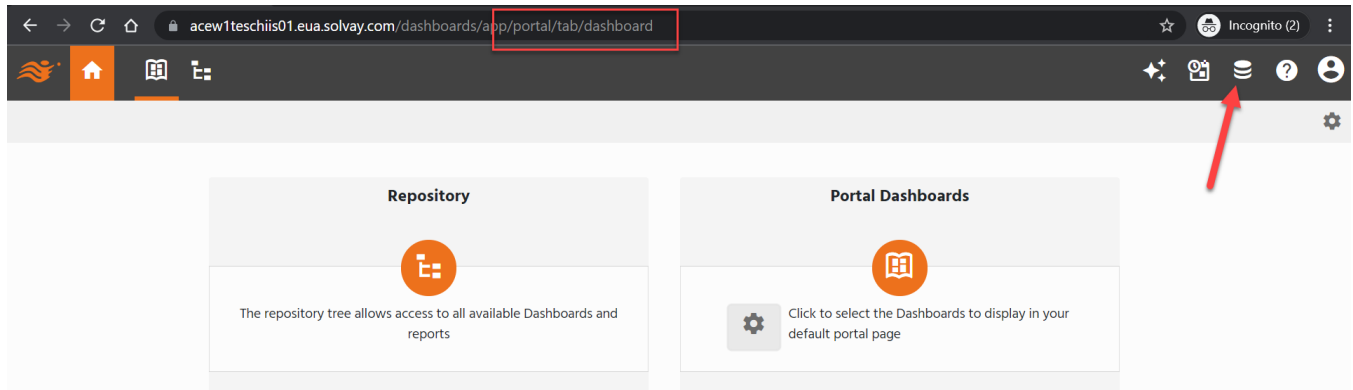 acew1teschiis01.eua.solvay.com/dashboards/app/portal/tab/dashboard
Incognito (2)
Repository
Portal Dashboards
The repository tree allows access to all available Dashboards and
reports
Click to select the Dashboards to display in your
default portal page